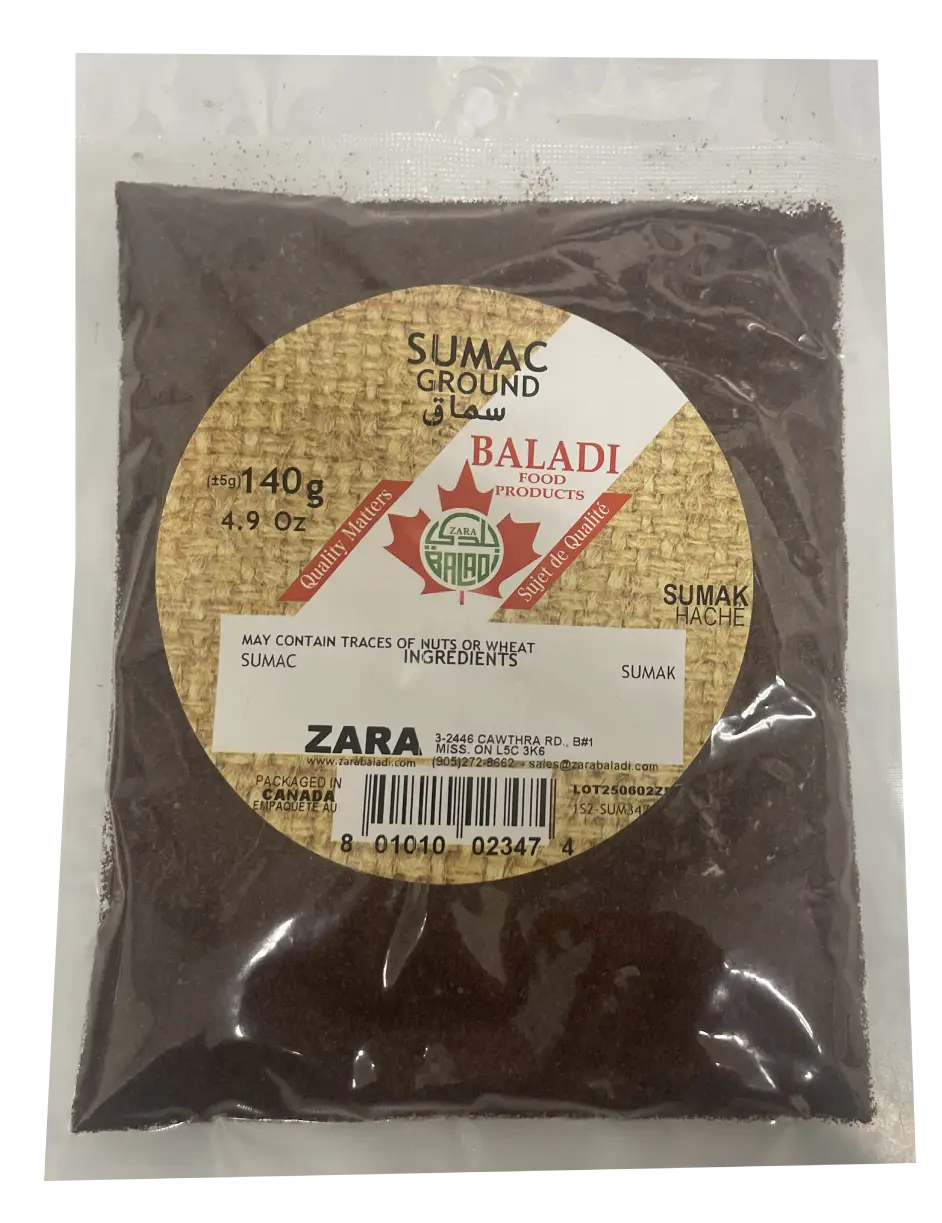 SUMAC
GROUND
سماق
BALADI
FOOD
PRODUCTS
(±5g)140g
4.9 Oz
Quality Matters
ZARA
بلدي
BALADI
Sujet de Qualité
SUMAK
HACHÉ
MAY CONTAIN TRACES OF NUTS OR WHEAT
INGREDIENTS
SUMAC
SUMAK
ZARA
3-2446 CAWTHRA RD., B#1
MISS. ON L5C 3K6
www.zarabaladi.com (905)272-8662 - sales@zarabaladi.com
PACKAGED IN
CANADA
EMPAQUETE AU
8 01010 02347 4